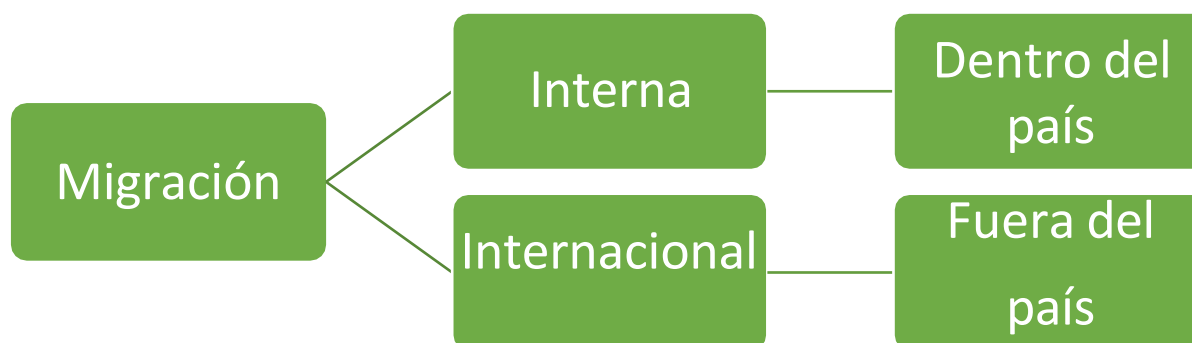 Migración
Interna
Dentro del
país
Internacional
Fuera del
país